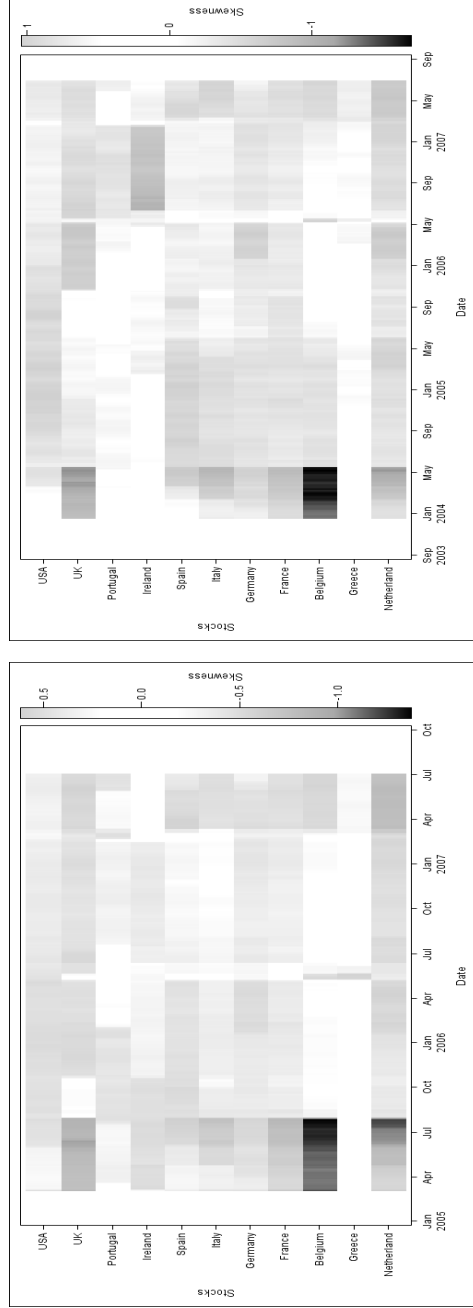 Stocks
USA
UK
Portugal
Ireland
Spain
Italy
Germany
France
Belgium
Greece
Netherland
Jan
2005
Apr
Jul
Oct
Jan
2006
Apr
Jul
Oct
Jan
2007
Apr
Jul
Oct
Date
Skewness
0.5
0.0
-0.5
-1.0
Stocks
USA
UK
Portugal
Ireland
Spain
Italy
Germany
France
Belgium
Greece
Netherland
Sep
2003
Jan
2004
May
Sep
Jan
2005
May
Sep
Jan
2006
May
Sep
Jan
2007
May
Sep
Date
Skewness
1
0
-1